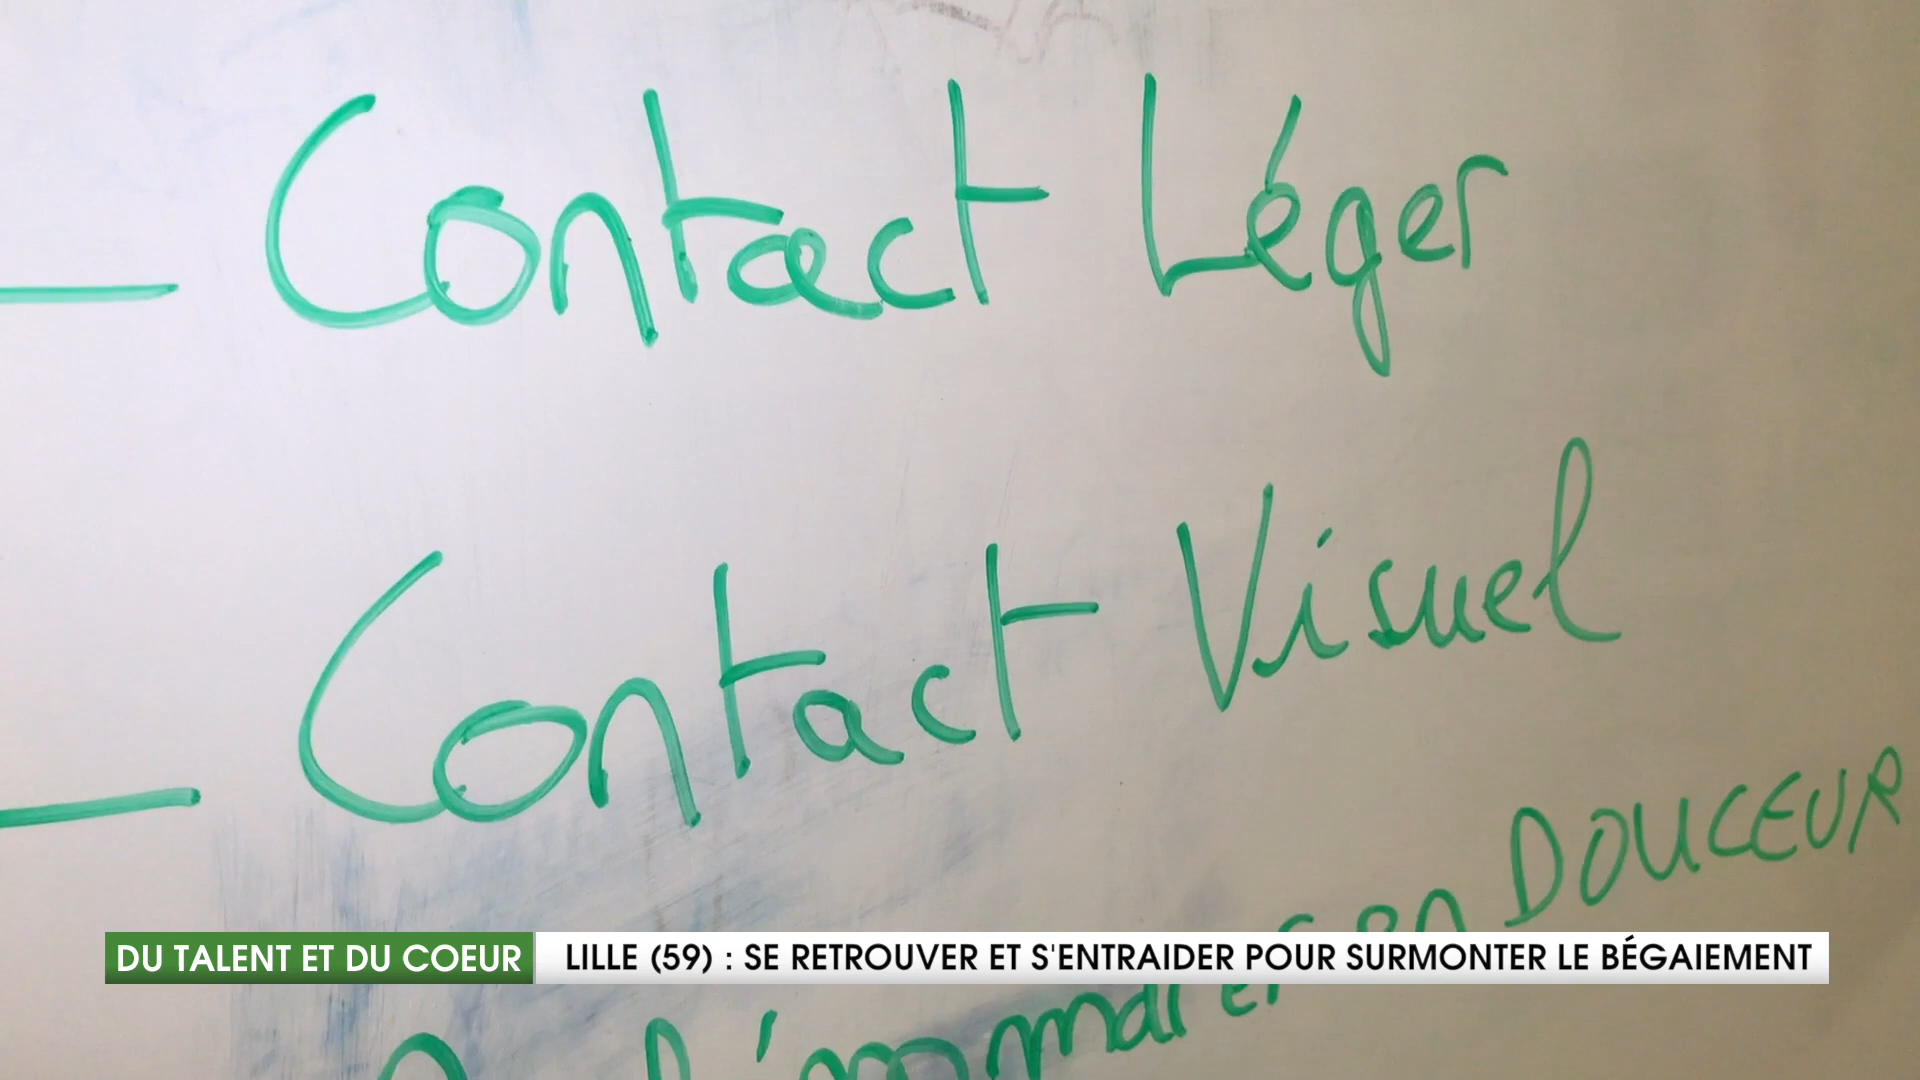 — Contact Léger
— Contact Visuel
en DOUCEUR
DU TALENT ET DU COEUR
LILLE (59) : SE RETROUVER ET S'ENTRAIDER POUR SURMONTER LE BÉGAIEMENT